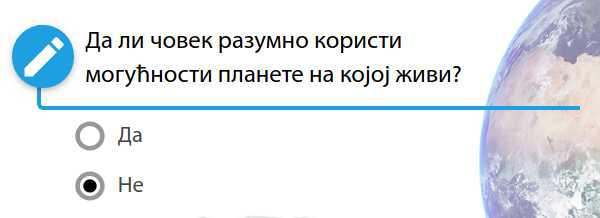 Да ли човек разумно користи
могућности планете на којој живи?
Да
Не